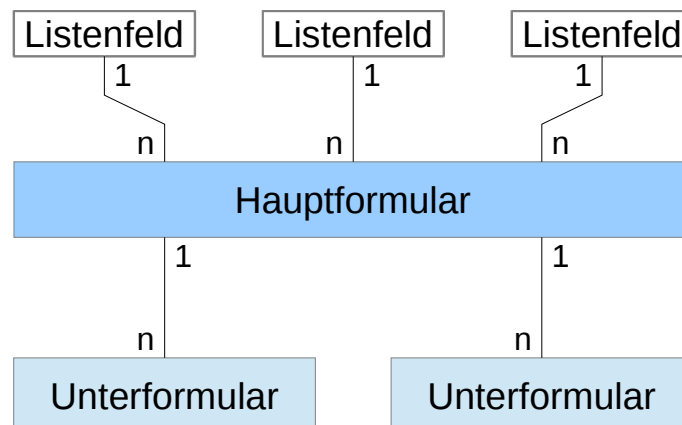 Listenfeld Listenfeld Listenfeld
1 1 1
n n n
Hauptformular
1 1
n n
Unterformular Unterformular